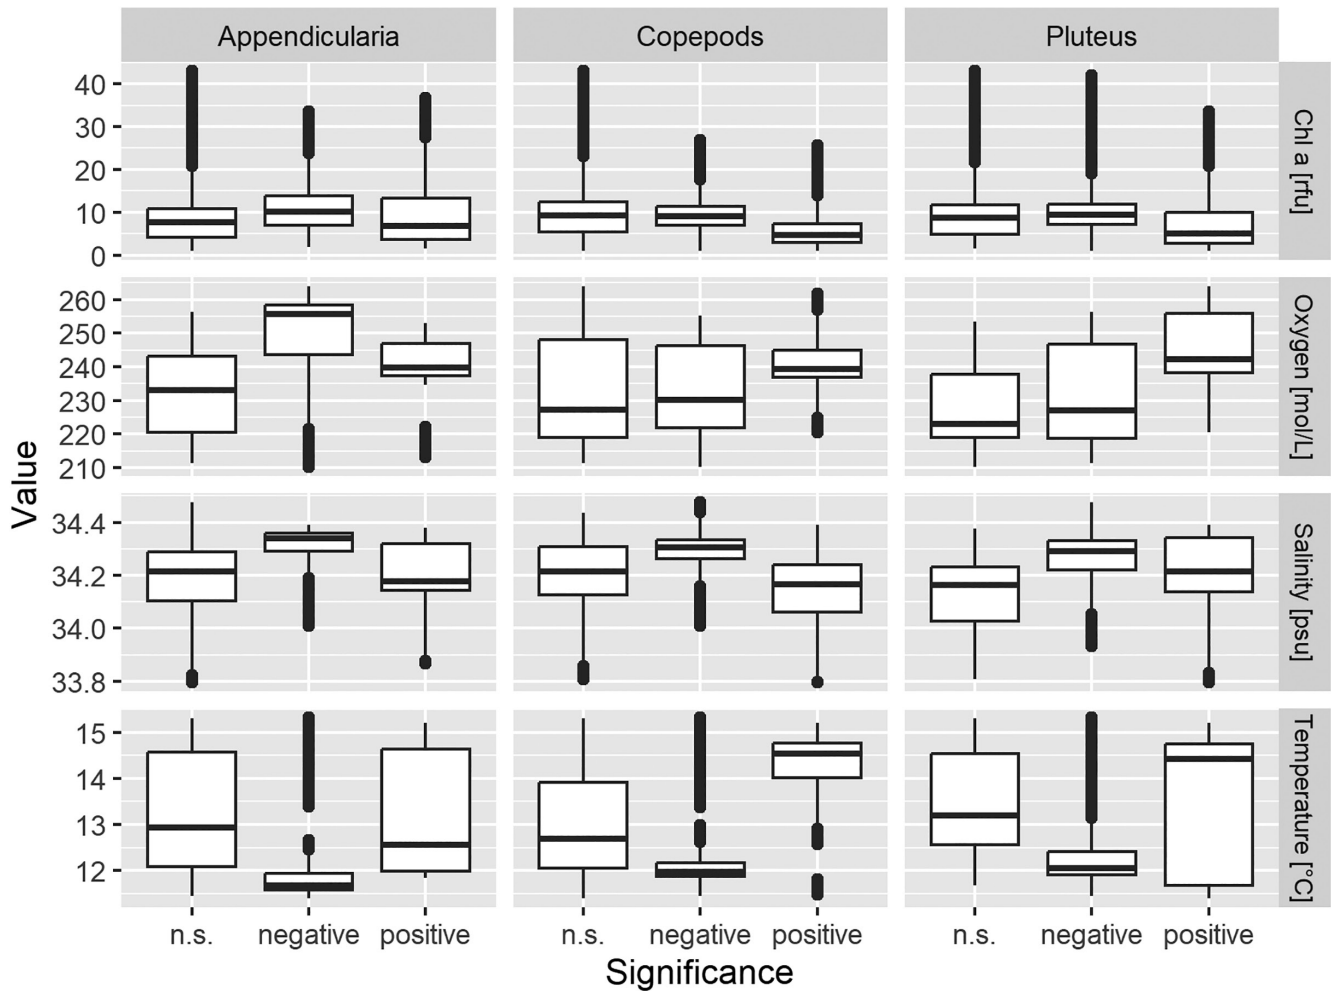 Appendicularia Copepods Pluteus
40
30
20
10
0
Chl a [rfu]
260
250
240
230
220
210
Oxygen [mol/L]
34.4
34.2
34.0
33.8
Salinity [psu]
15
14
13
12
Temperature [°C]
Value
n.s. negative positive n.s. negative positive n.s. negative positive
Significance